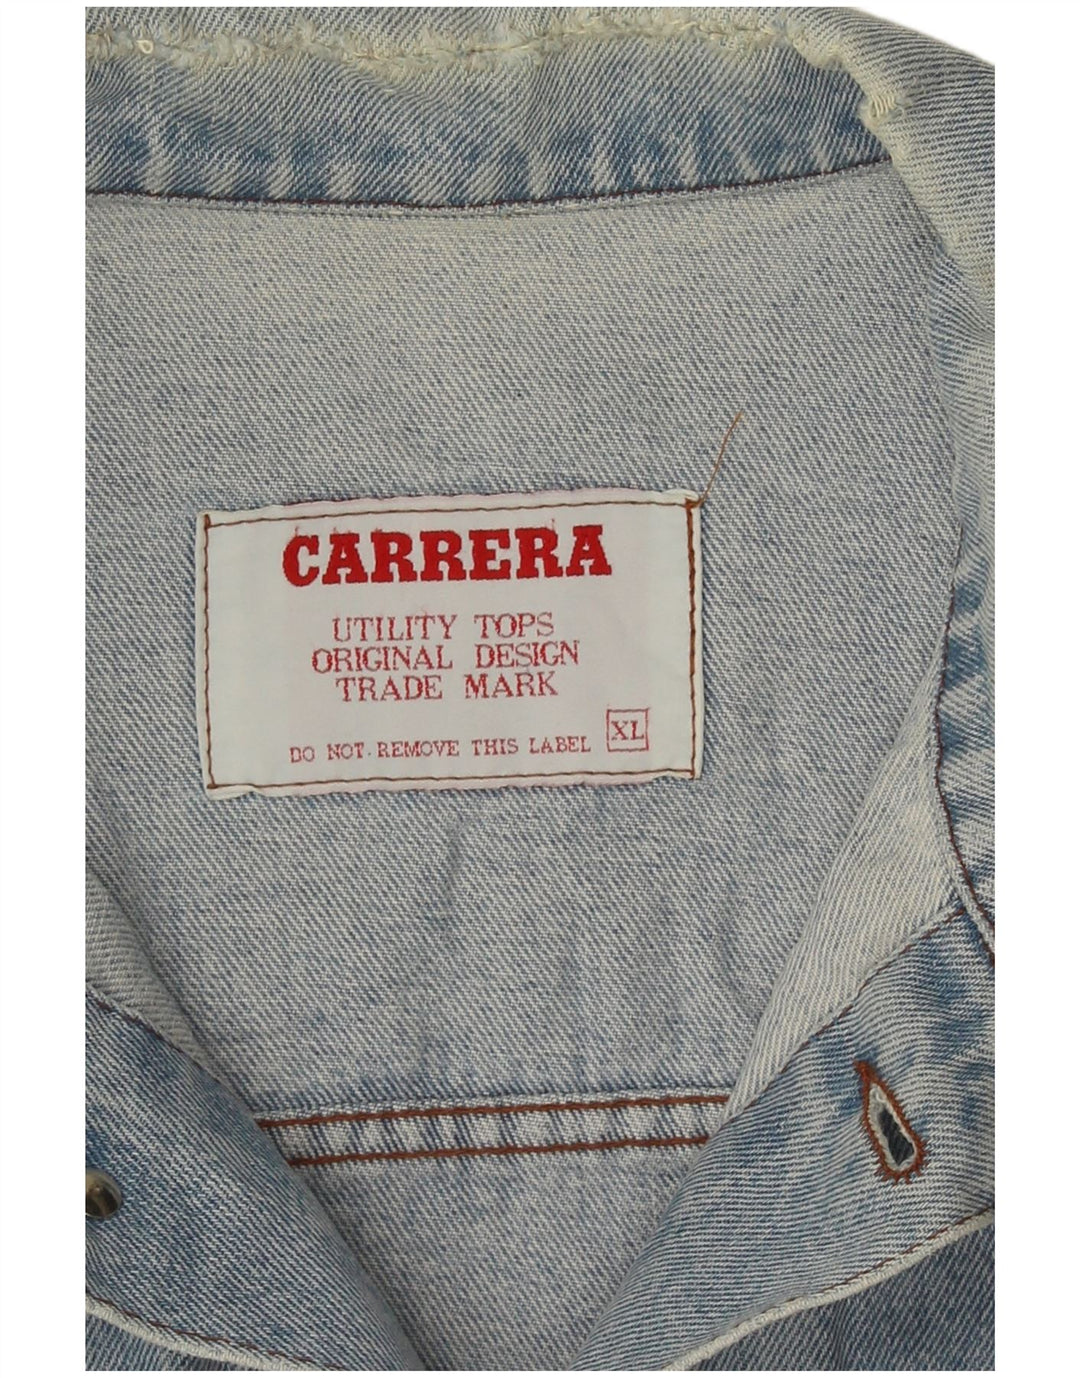 CARRERA
UTILITY TOPS
ORIGINAL DESIGN
TRADE MARK
DO NOT REMOVE THIS LABEL XL